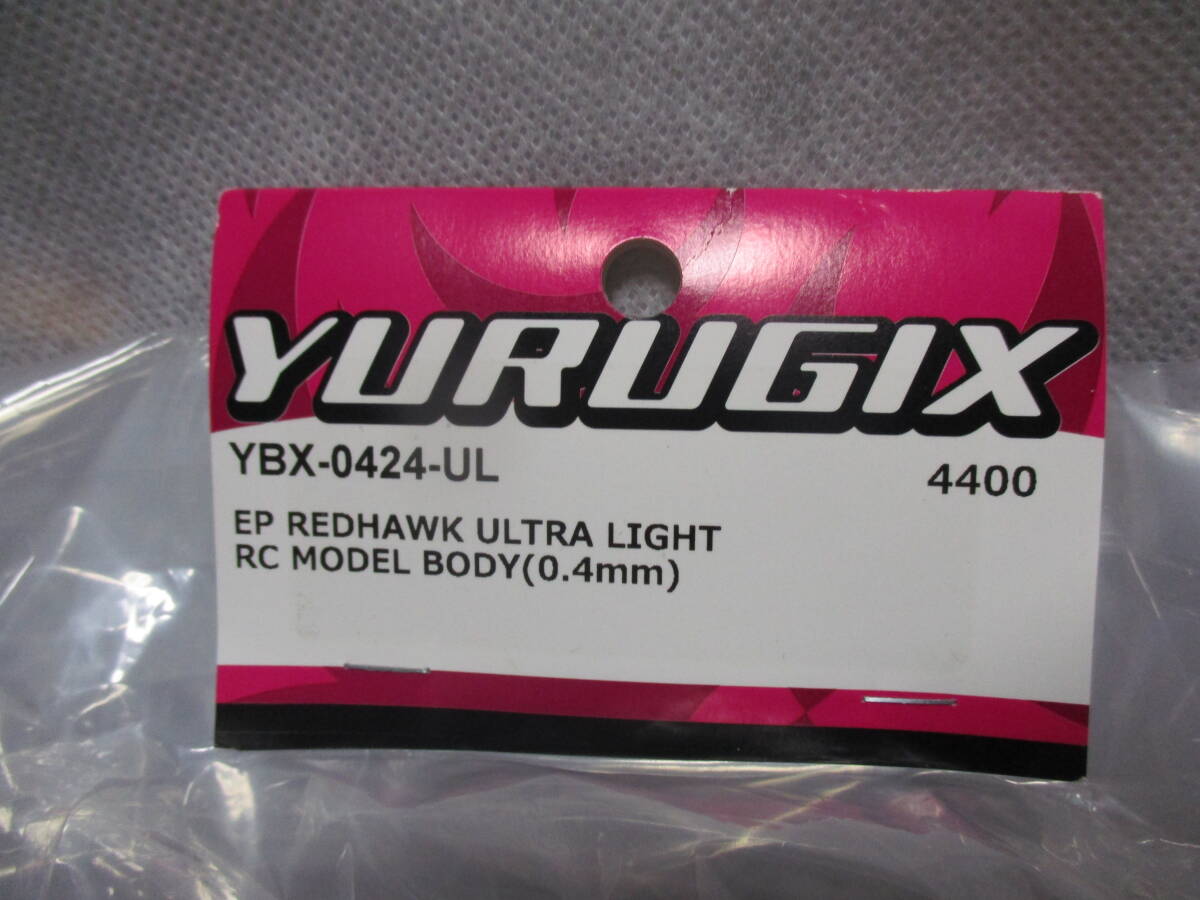 YURUGIX
YBX-0424-UL
4400
EP REDHAWK ULTRA LIGHT
RC MODEL BODY(0.4mm)